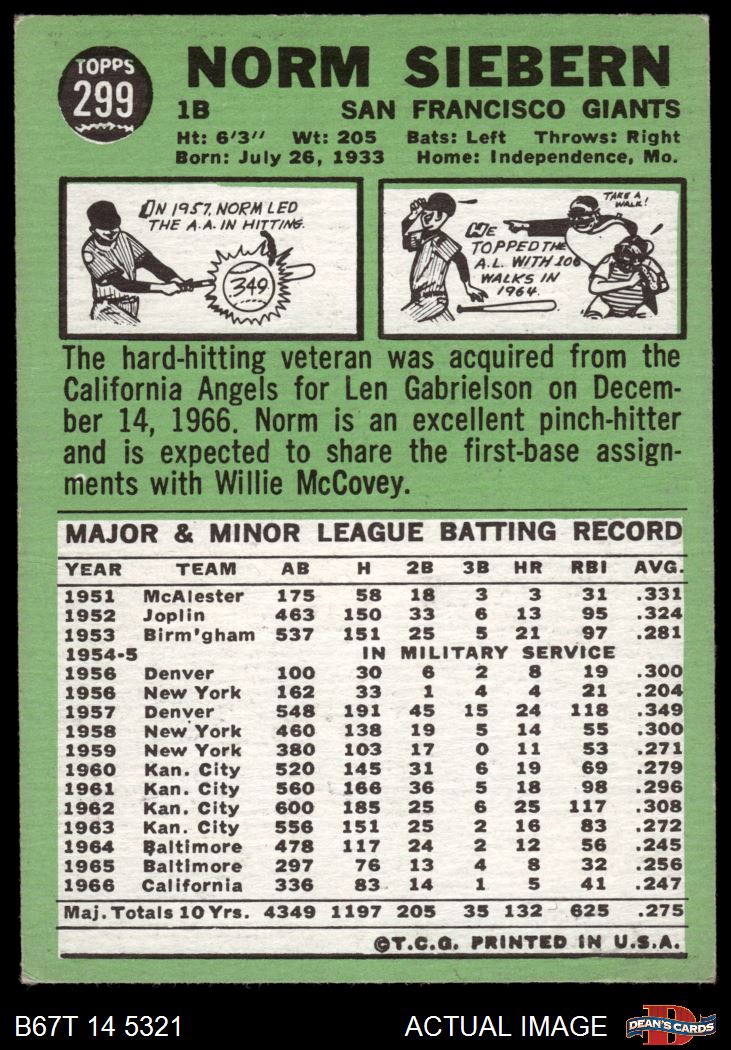 TOPPS
299
NORM SIEBERN
1B SAN FRANCISCO GIANTS
Ht: 6'3" Wt: 205 Bats: Left Throws: Right
Born: July 26, 1933 Home: Independence, Mo.
IN 1957, NORM LED
THE A.A. IN HITTING.
.349
HE
TOPPED THE
A.L. WITH 106
WALKS IN
1964.
TAKE A
WALK!
The hard-hitting veteran was acquired from the
California Angels for Len Gabrielson on Decem-
ber 14, 1966. Norm is an excellent pinch-hitter
and is expected to share the first-base assign-
ments with Willie McCovey.
MAJOR & MINOR LEAGUE BATTING RECORD
YEAR TEAM AB H 2B 3B HR RBI AVG.
1951 McAlester 175 58 18 3 3 31 .331
1952 Joplin 463 150 33 6 13 95 .324
1953 Birm'gham 537 151 25 5 21 97 .281
1954-5 IN MILITARY SERVICE
1956 Denver 100 30 6 2 8 19 .300
1956 New York 162 33 1 4 4 21 .204
1957 Denver 548 191 45 15 24 118 .349
1958 New York 460 138 19 5 14 55 .300
1959 New York 380 103 17 0 11 53 .271
1960 Kan. City 520 145 31 6 19 69 .279
1961 Kan. City 560 166 36 5 18 98 .296
1962 Kan. City 600 185 25 6 25 117 .308
1963 Kan. City 556 151 25 2 16 83 .272
1964 Baltimore 478 117 24 2 12 56 .245
1965 Baltimore 297 76 13 4 8 32 .256
1966 California 336 83 14 1 5 41 .247
Maj. Totals 10 Yrs. 4349 1197 205 35 132 625 .275
©T.C.G. PRINTED IN U.S.A.
B67T 14 5321 ACTUAL IMAGE
D
DEAN'S CARDS